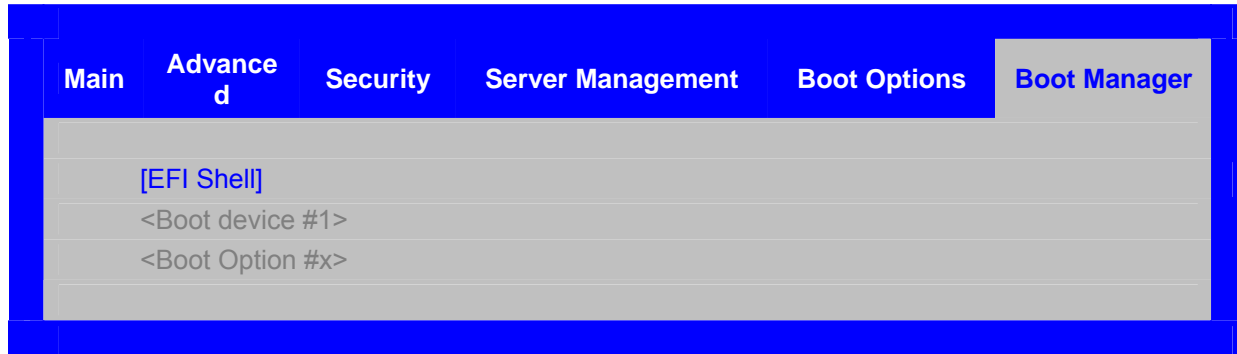 Main Advance
d Security Server Management Boot Options Boot Manager
[EFI Shell]
<Boot device #1>
<Boot Option #x>